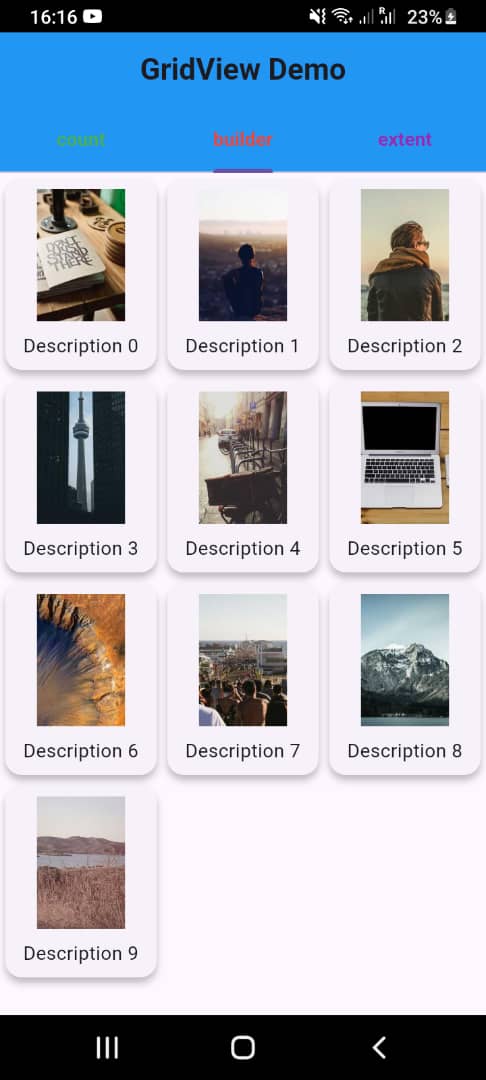 16:16 R 23%
GridView Demo
count builder extent
DON'T
JUST
STAND
THERE
Description 0 Description 1 Description 2
Description 3 Description 4 Description 5
Description 6 Description 7 Description 8
Description 9